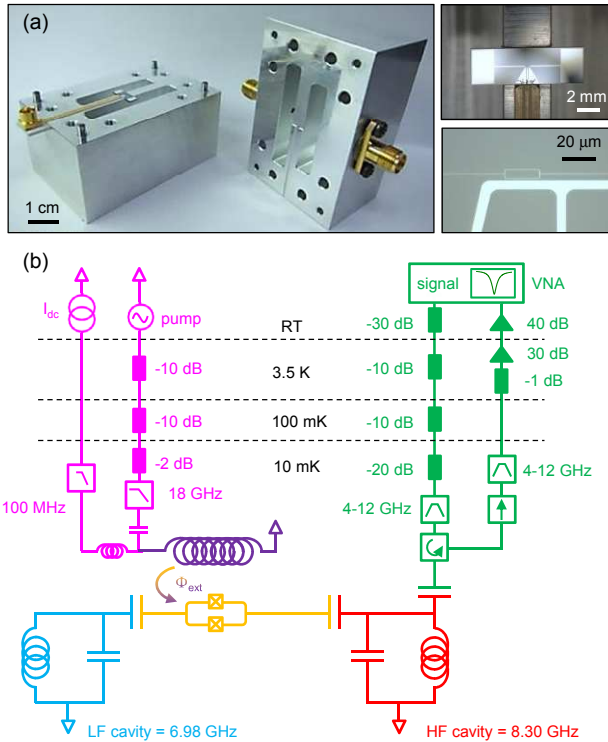 (a)
1 cm
2 mm
20 μm
(b)
I_dc
pump
RT
signal
VNA
-30 dB
40 dB
30 dB
-10 dB
3.5 K
-10 dB
-1 dB
-10 dB
100 mK
-10 dB
-2 dB
10 mK
-20 dB
4-12 GHz
100 MHz
18 GHz
4-12 GHz
Φ_ext
LF cavity = 6.98 GHz
HF cavity = 8.30 GHz